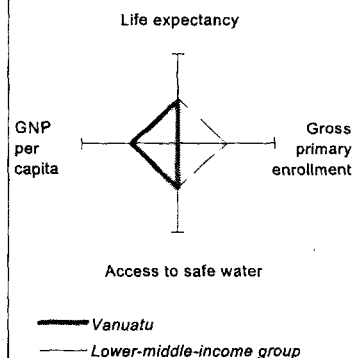 Life expectancy
GNP
per
capita
Gross
primary
enrollment
Access to safe water
Vanuatu
Lower-middle-income group